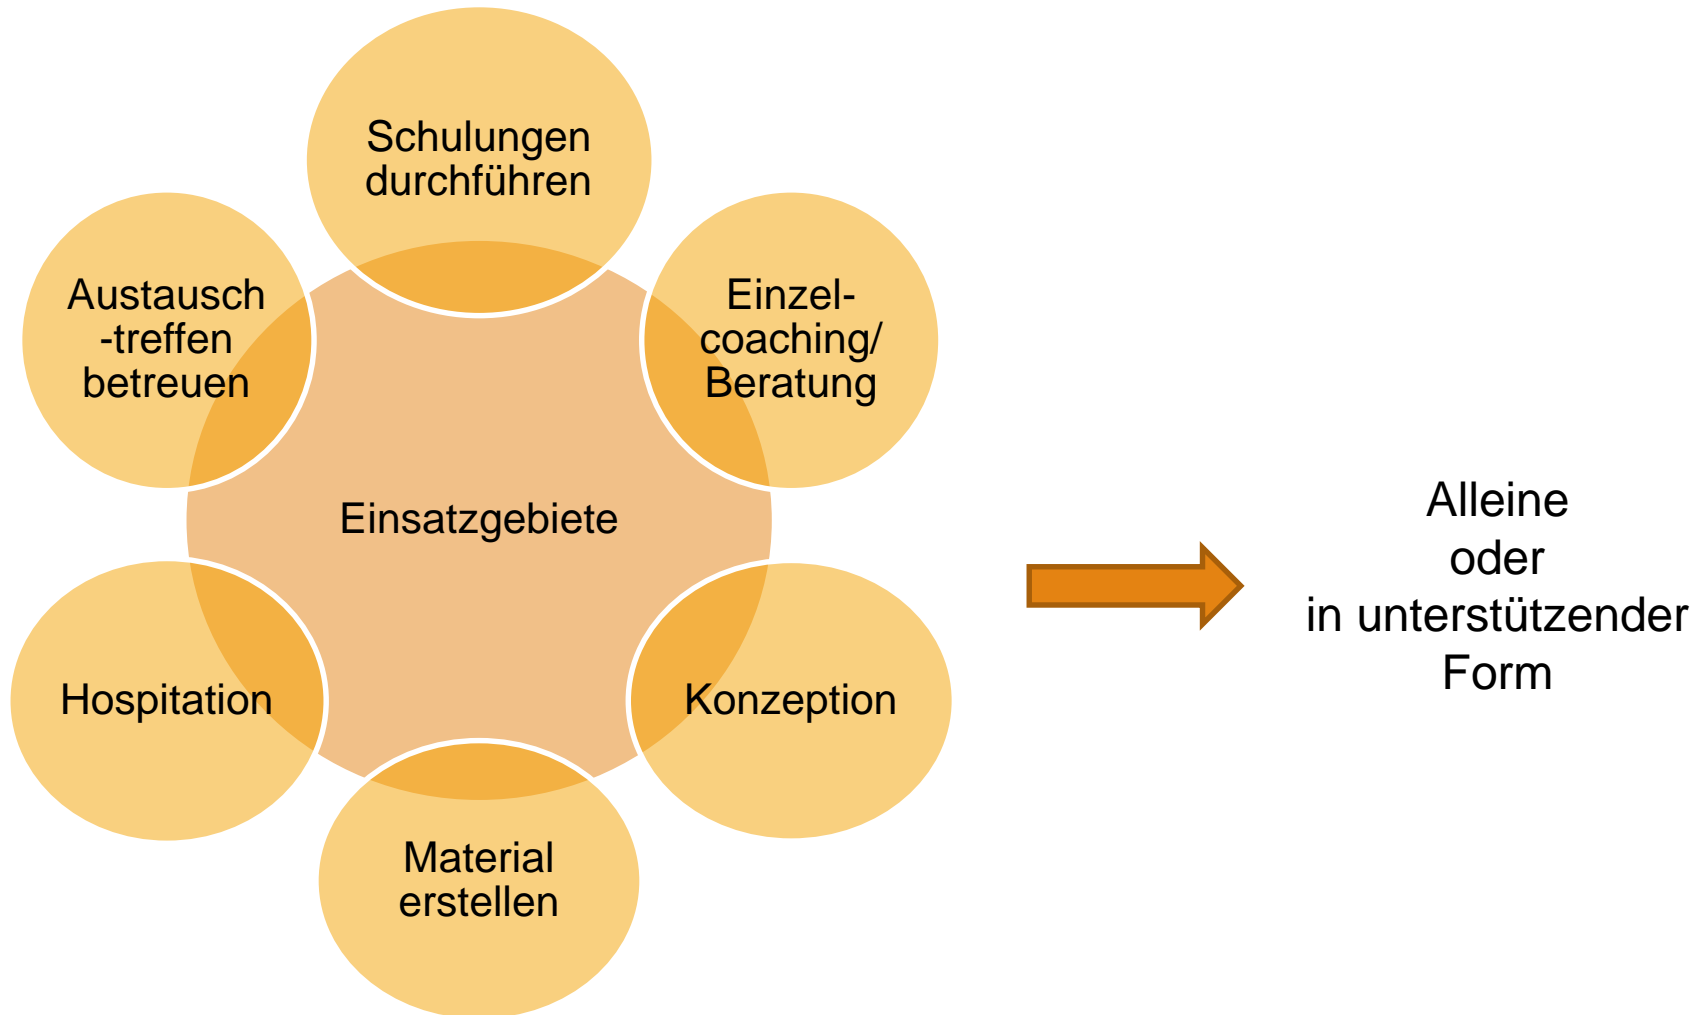 Schulungen
durchführen
Austausch
-treffen
betreuen
Einzel-
coaching/
Beratung
Einsatzgebiete
Hospitation
Konzeption
Material
erstellen
Alleine
oder
in unterstützender
Form